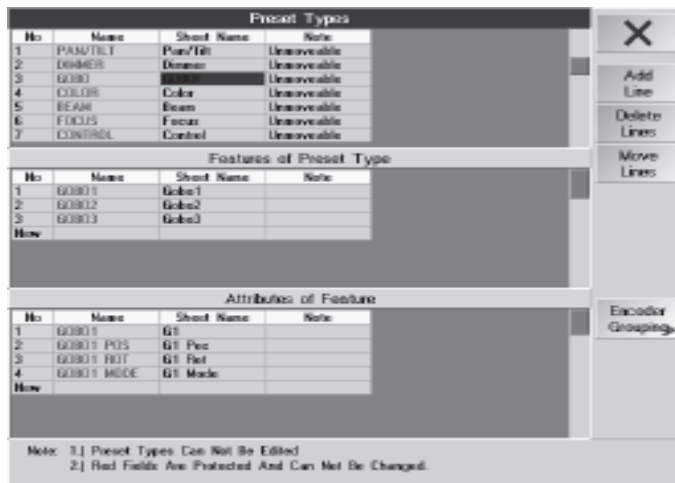 Preset Types
No Name Short Name Note
1 PAN/TILT Pan/Tilt Unmoveable
2 DIMMER Dimmer Unmoveable
3 GOBO Unmoveable
4 COLOR Color Unmoveable
5 BEAM Beam Unmoveable
6 FOCUS Focus Unmoveable
7 CONTROL Control Unmoveable
Add
Line
Delete
Lines
Move
Lines
Features of Preset Type
No Name Short Name Note
1 GOBO1 Gobo1
2 GOBO2 Gobo2
3 GOBO3 Gobo3
New
Attributes of Feature
No Name Short Name Note
1 GOBO1 G1
2 GOBO1 POS G1 Pos
3 GOBO1 ROT G1 Rot
4 GOBO1 MODE G1 Mode
New
Encoder
Grouping
Note: 1.) Preset Types Can Not Be Edited
2.) Red Fields Are Protected And Can Not Be Changed.